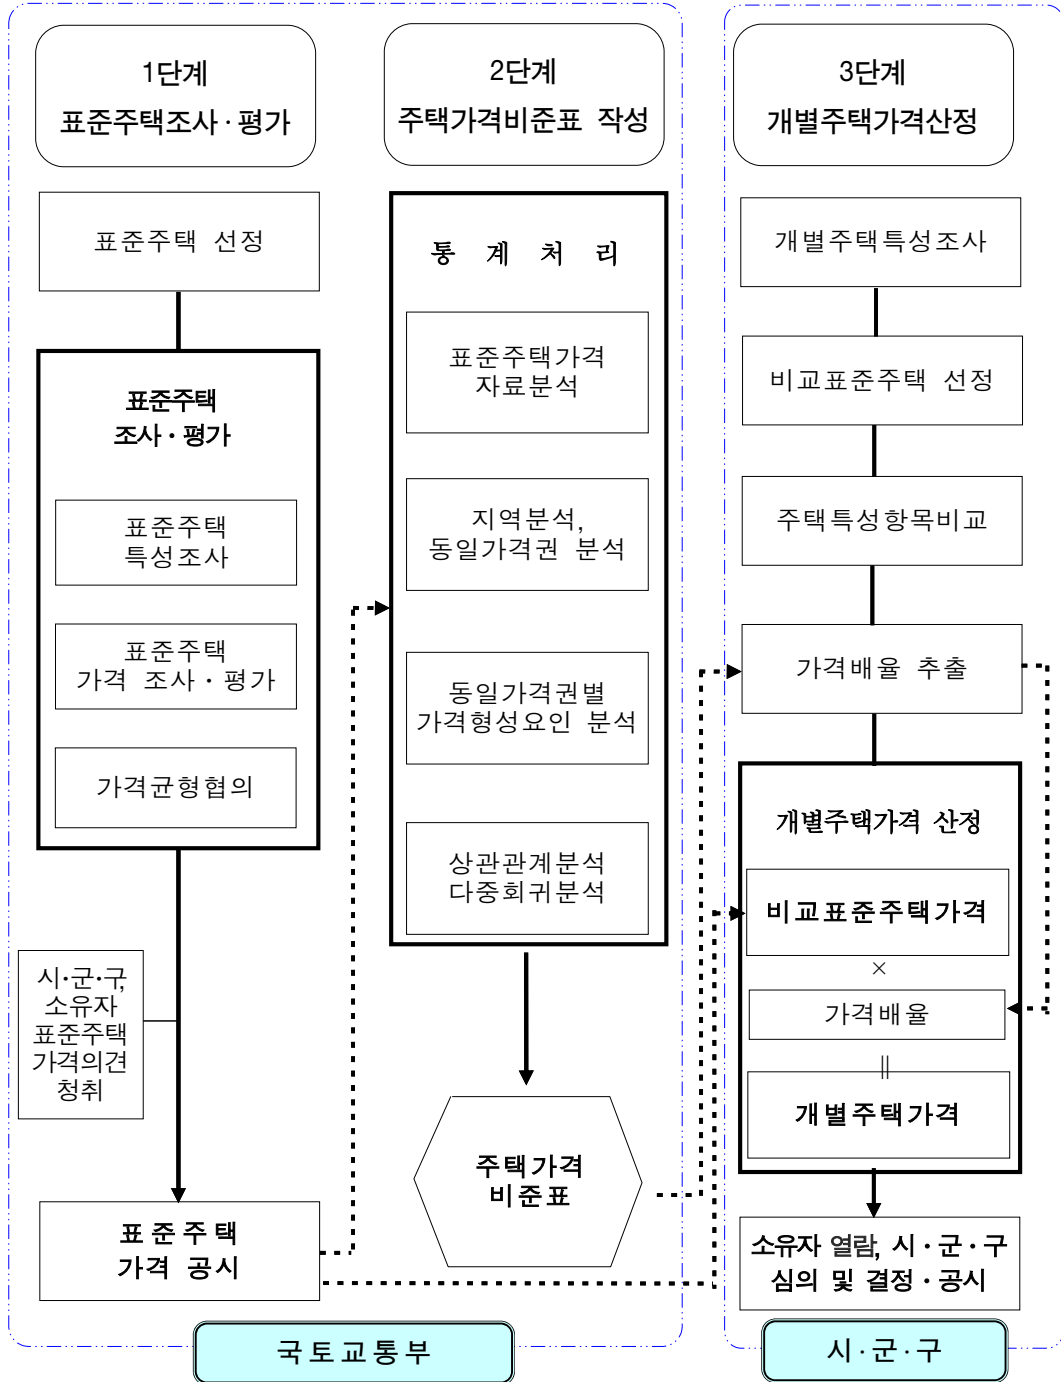 1단계
표준주택조사·평가
표준주택 선정
표준주택
조사·평가
표준주택
특성조사
표준주택
가격 조사·평가
가격균형협의
시·군·구,
소유자
표준주택
가격의견
청취
표준주택
가격 공시
2단계
주택가격비준표 작성
통 계 처 리
표준주택가격
자료분석
지역분석,
동일가격권 분석
동일가격권별
가격형성요인 분석
상관관계분석
다중회귀분석
주택가격
비준표
국토교통부
3단계
개별주택가격산정
개별주택특성조사
비교표준주택 선정
주택특성항목비교
가격배율 추출
개별주택가격 산정
비교표준주택가격
×
가격배율
||
개별주택가격
소유자 열람, 시·군·구
심의 및 결정·공시
시·군·구